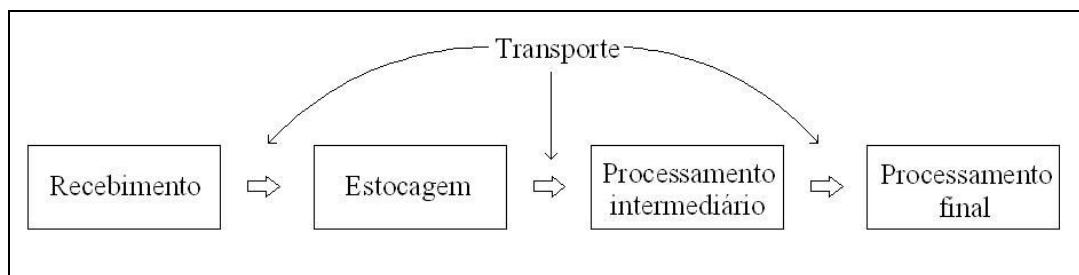 Transporte
Recebimento
Estocagem
Processamento
intermediário
Processamento
final